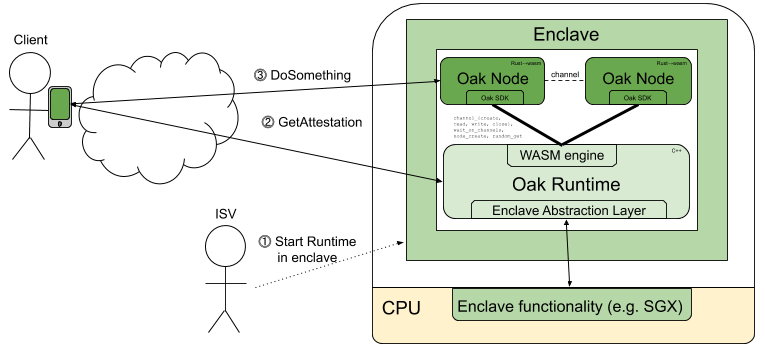 Client
Enclave
Rust→wasm
Oak Node
Oak SDK
channel
Rust→wasm
Oak Node
Oak SDK
③ DoSomething
② GetAttestation
channel_{create,
read, write, close},
wait_on_channels,
node_create, random_get
WASM engine
C++
Oak Runtime
Enclave Abstraction Layer
ISV
① Start Runtime
in enclave
CPU
Enclave functionality (e.g. SGX)